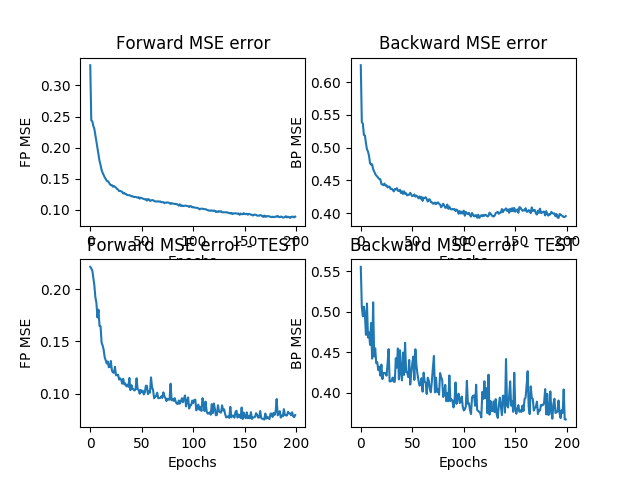 Forward MSE error
Backward MSE error
FP MSE
0.30
0.25
0.20
0.15
0.10
BP MSE
0.60
0.55
0.50
0.45
0.40
0 50 100 150 200
Epochs
0 50 100 150 200
Epochs
Forward MSE error - TEST
Backward MSE error - TEST
FP MSE
0.20
0.15
0.10
BP MSE
0.55
0.50
0.45
0.40
0 50 100 150 200
Epochs
0 50 100 150 200
Epochs